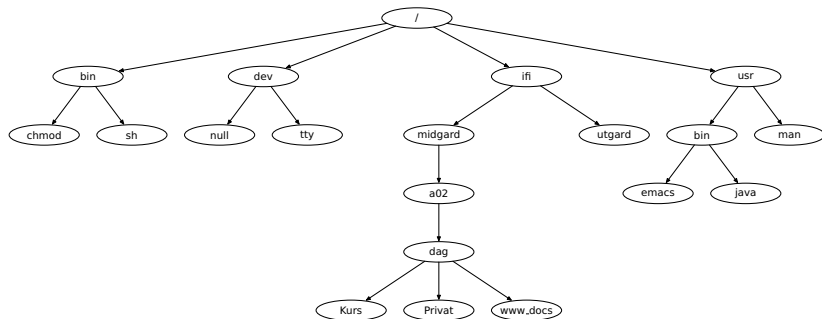 /
bin dev ifi usr
chmod sh null tty midgard utgard bin man
a02 emacs java
dag
Kurs Privat www_docs